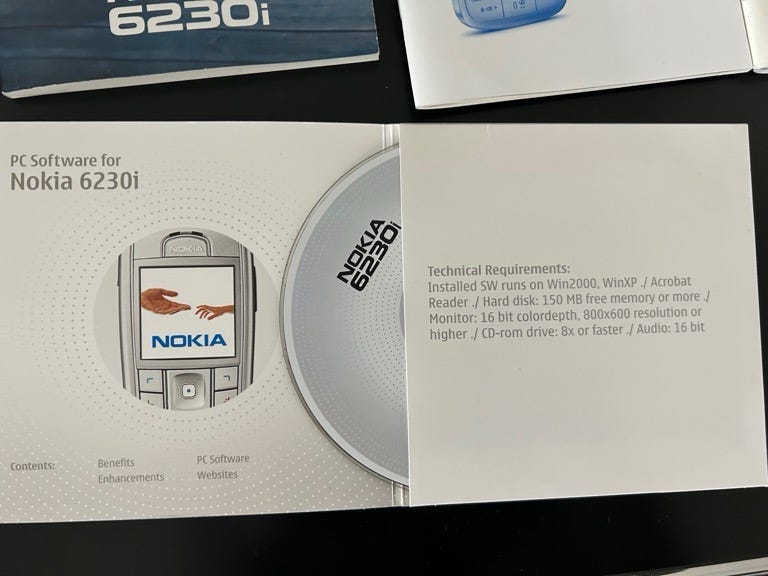 6230i
PC Software for
Nokia 6230i
NOKIA
NOKIA
Contents:
Benefits
Enhancements
PC Software
Websites
NOKIA
6230i
Technical Requirements:
Installed SW runs on Win2000, WinXP ./ Acrobat
Reader ./ Hard disk: 150 MB free memory or more ./
Monitor: 16 bit colordepth, 800x600 resolution or
higher ./ CD-rom drive: 8x or faster ./ Audio: 16 bit